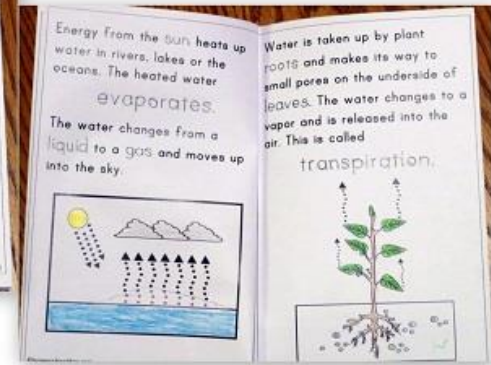 Energy from the sun heats up
water in rivers, lakes or the
oceans. The heated water
evaporates.
The water changes from a
liquid to a gas and moves up
into the sky.
Water is taken up by plant
roots and makes its way to
small pores on the underside of
leaves. The water changes to a
vapor and is released into the
air. This is called
transpiration.